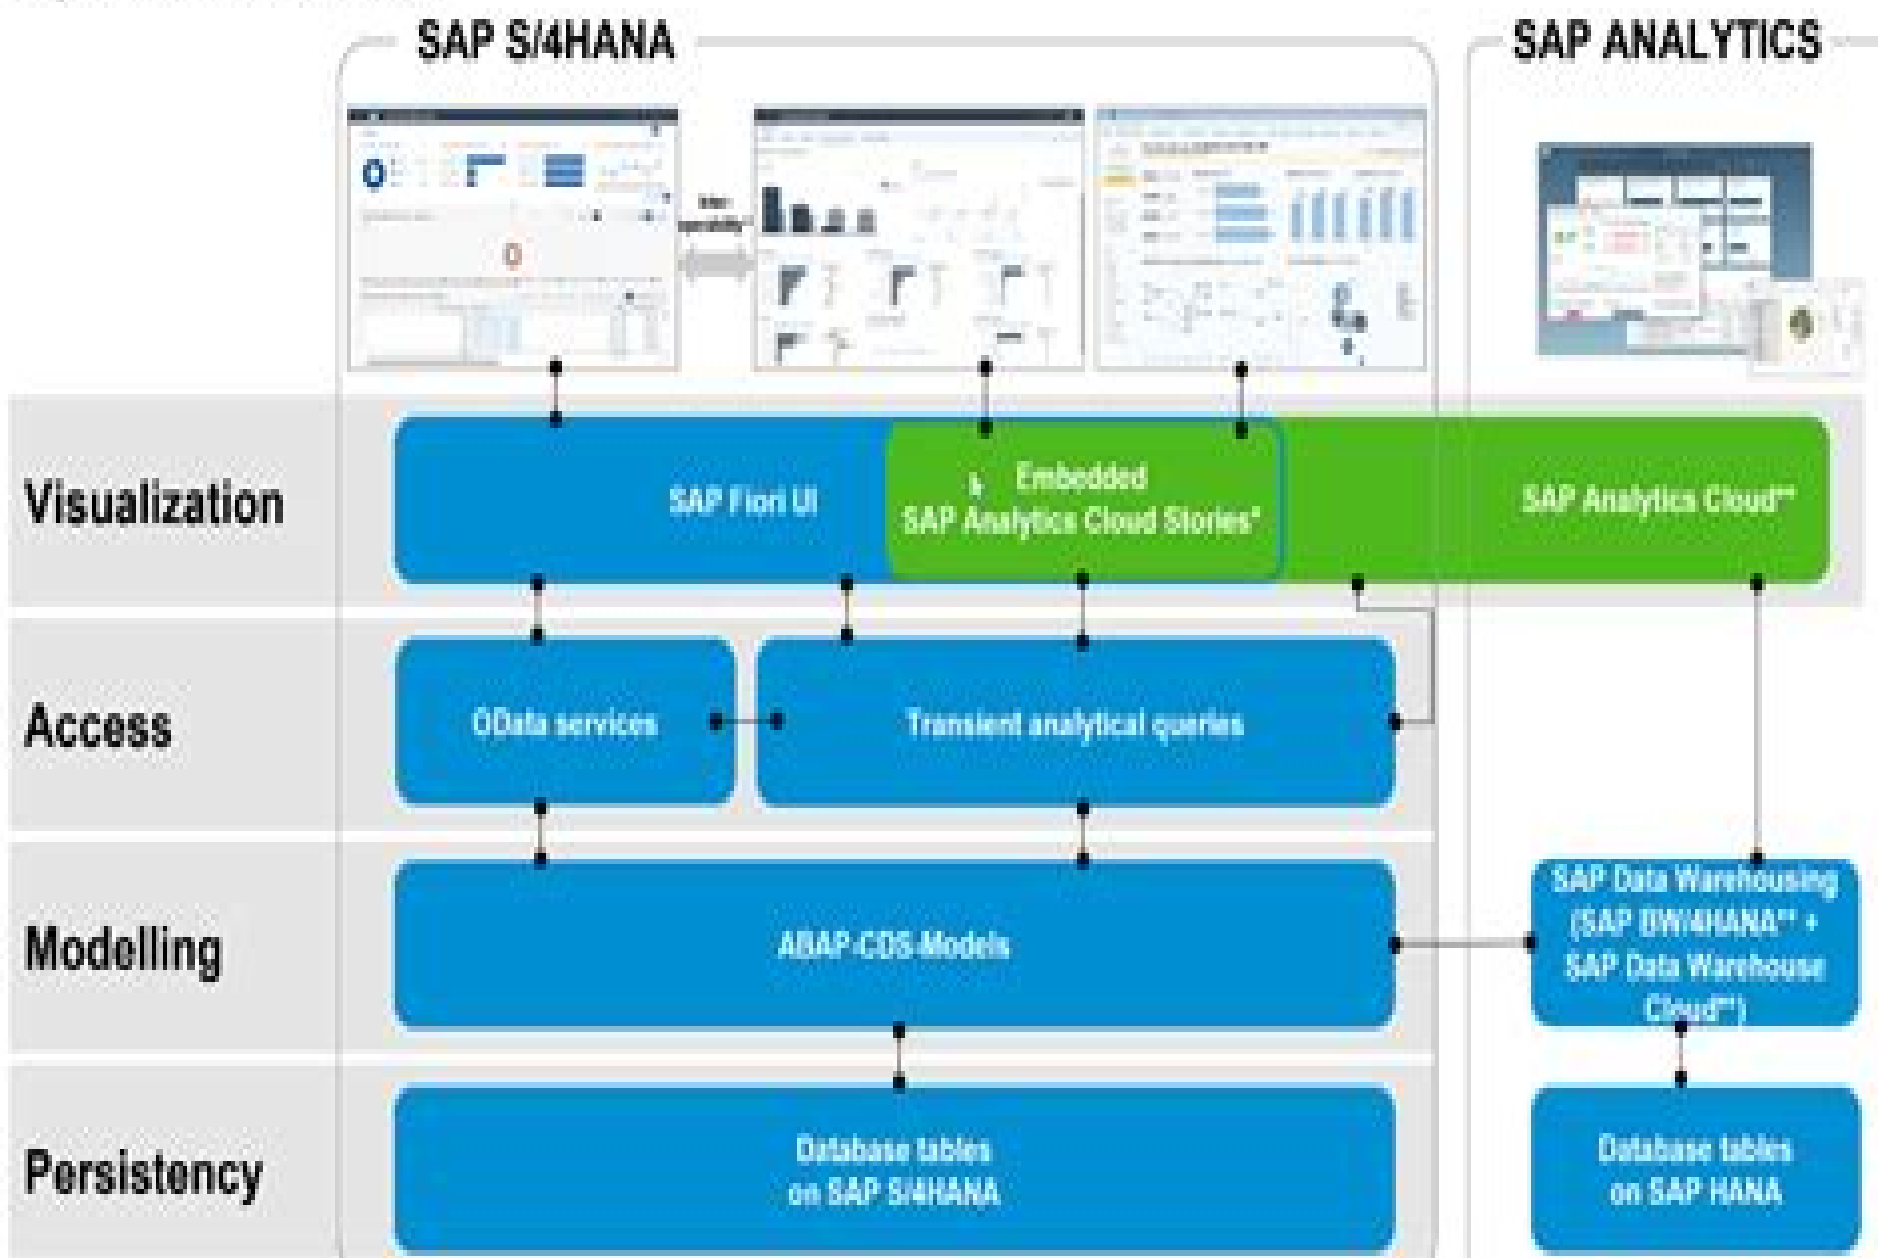 SAP S/4HANA
SAP ANALYTICS
Visualization
SAP Fiori UI
Embedded
SAP Analytics Cloud Stories*
SAP Analytics Cloud**
Access
OData services
Transient analytical queries
Modelling
ABAP-CDS-Models
SAP Data Warehousing
(SAP BW/4HANA** +
SAP Data Warehouse
Cloud**)
Persistency
Database tables
on SAP S/4HANA
Database tables
on SAP HANA